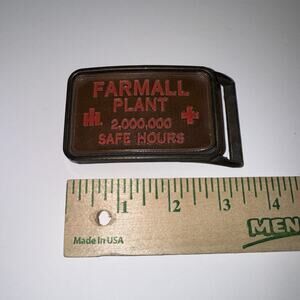 FARMALL
PLANT
2,000,000
SAFE HOURS
1 2 3 4
Made In USA
MEN